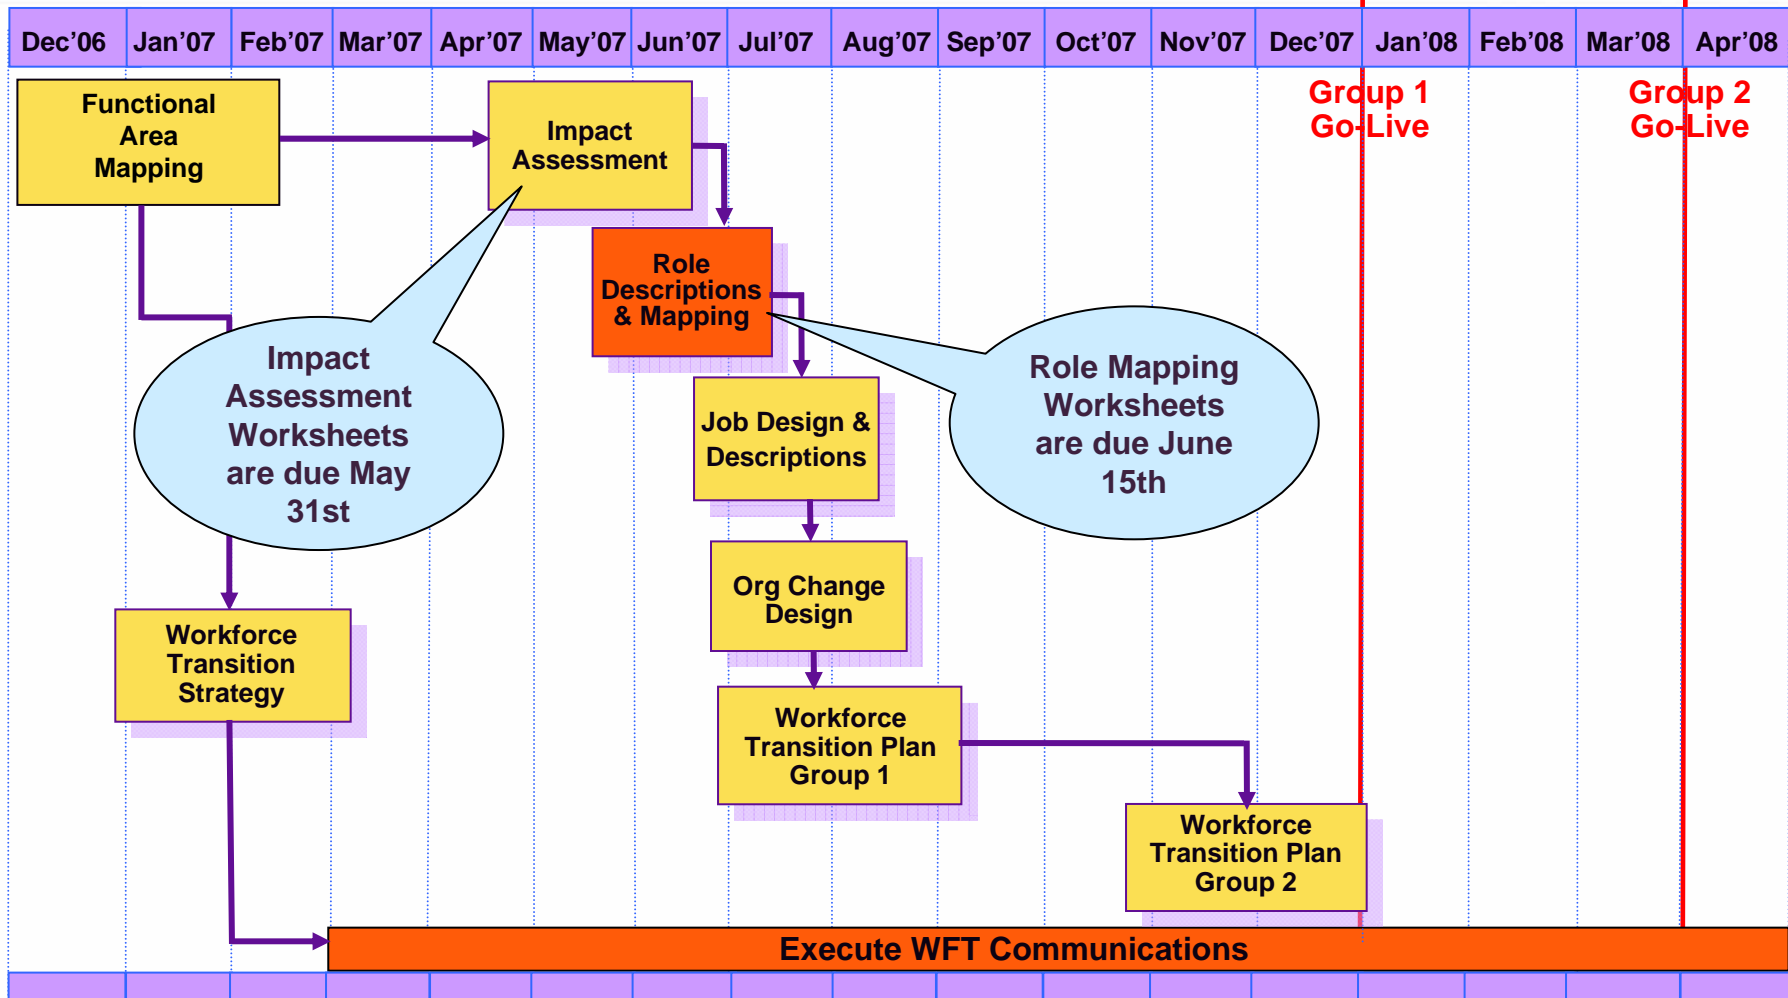 Dec'06 Jan'07 Feb'07 Mar'07 Apr'07 May'07 Jun'07 Jul'07 Aug'07 Sep'07 Oct'07 Nov'07 Dec'07 Jan'08 Feb'08 Mar'08 Apr'08
Functional
Area
Mapping
Impact
Assessment
Group 1
Go-Live
Group 2
Go-Live
Role
Descriptions
& Mapping
Impact
Assessment
Worksheets
are due May
31st
Role Mapping
Worksheets
are due June
15th
Job Design &
Descriptions
Org Change
Design
Workforce
Transition
Strategy
Workforce
Transition Plan
Group 1
Workforce
Transition Plan
Group 2
Execute WFT Communications